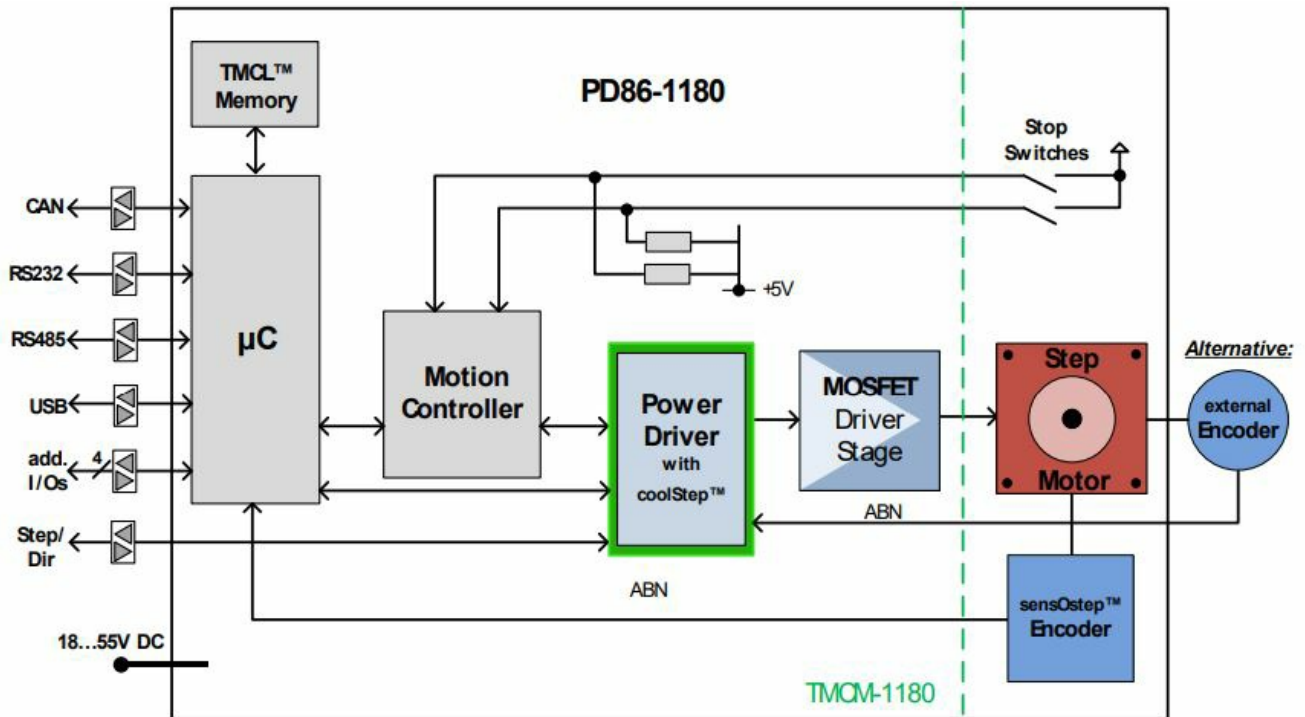 TMCL™
Memory
PD86-1180
Stop
Switches
CAN
RS232
RS485
USB
add.
I/Os
4
Step/
Dir
18...55V DC
µC
Motion
Controller
+5V
Power
Driver
with
coolStep™
MOSFET
Driver
Stage
Step
Motor
Alternative:
external
Encoder
ABN
ABN
sensOstep™
Encoder
TMCM-1180